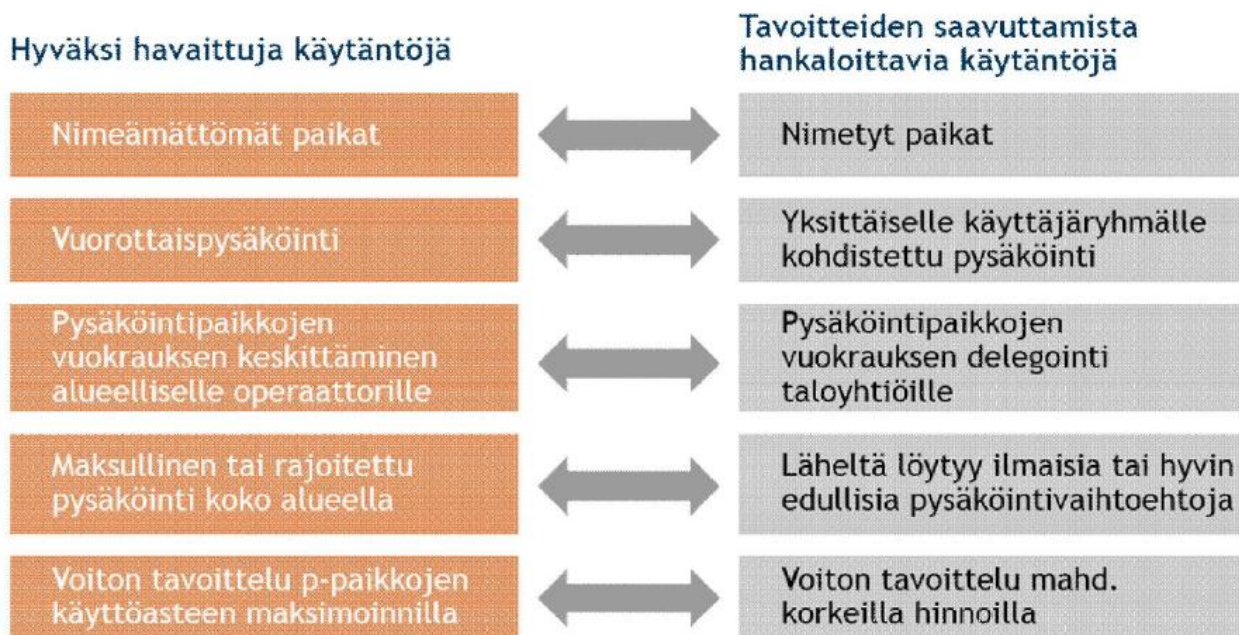 Hyväksi havaittuja käytäntöjä
Tavoitteiden saavuttamista
hankaloittavia käytäntöjä
Nimeämättömät paikat
Nimetyt paikat
Vuorottaispysäköinti
Yksittäiselle käyttäjäryhmälle
kohdistettu pysäköinti
Pysäköintipaikkojen
vuokrauksen keskittäminen
alueelliselle operaattorille
Pysäköintipaikkojen
vuokrauksen delegointi
taloyhtiöille
Maksullinen tai rajoitettu
pysäköinti koko alueella
Läheltä löytyy ilmaisia tai hyvin
edullisia pysäköintivaihtoehtoja
Voiton tavoittelu p-paikkojen
käyttöasteen maksimoinnilla
Voiton tavoittelu mahd.
korkeilla hinnoilla